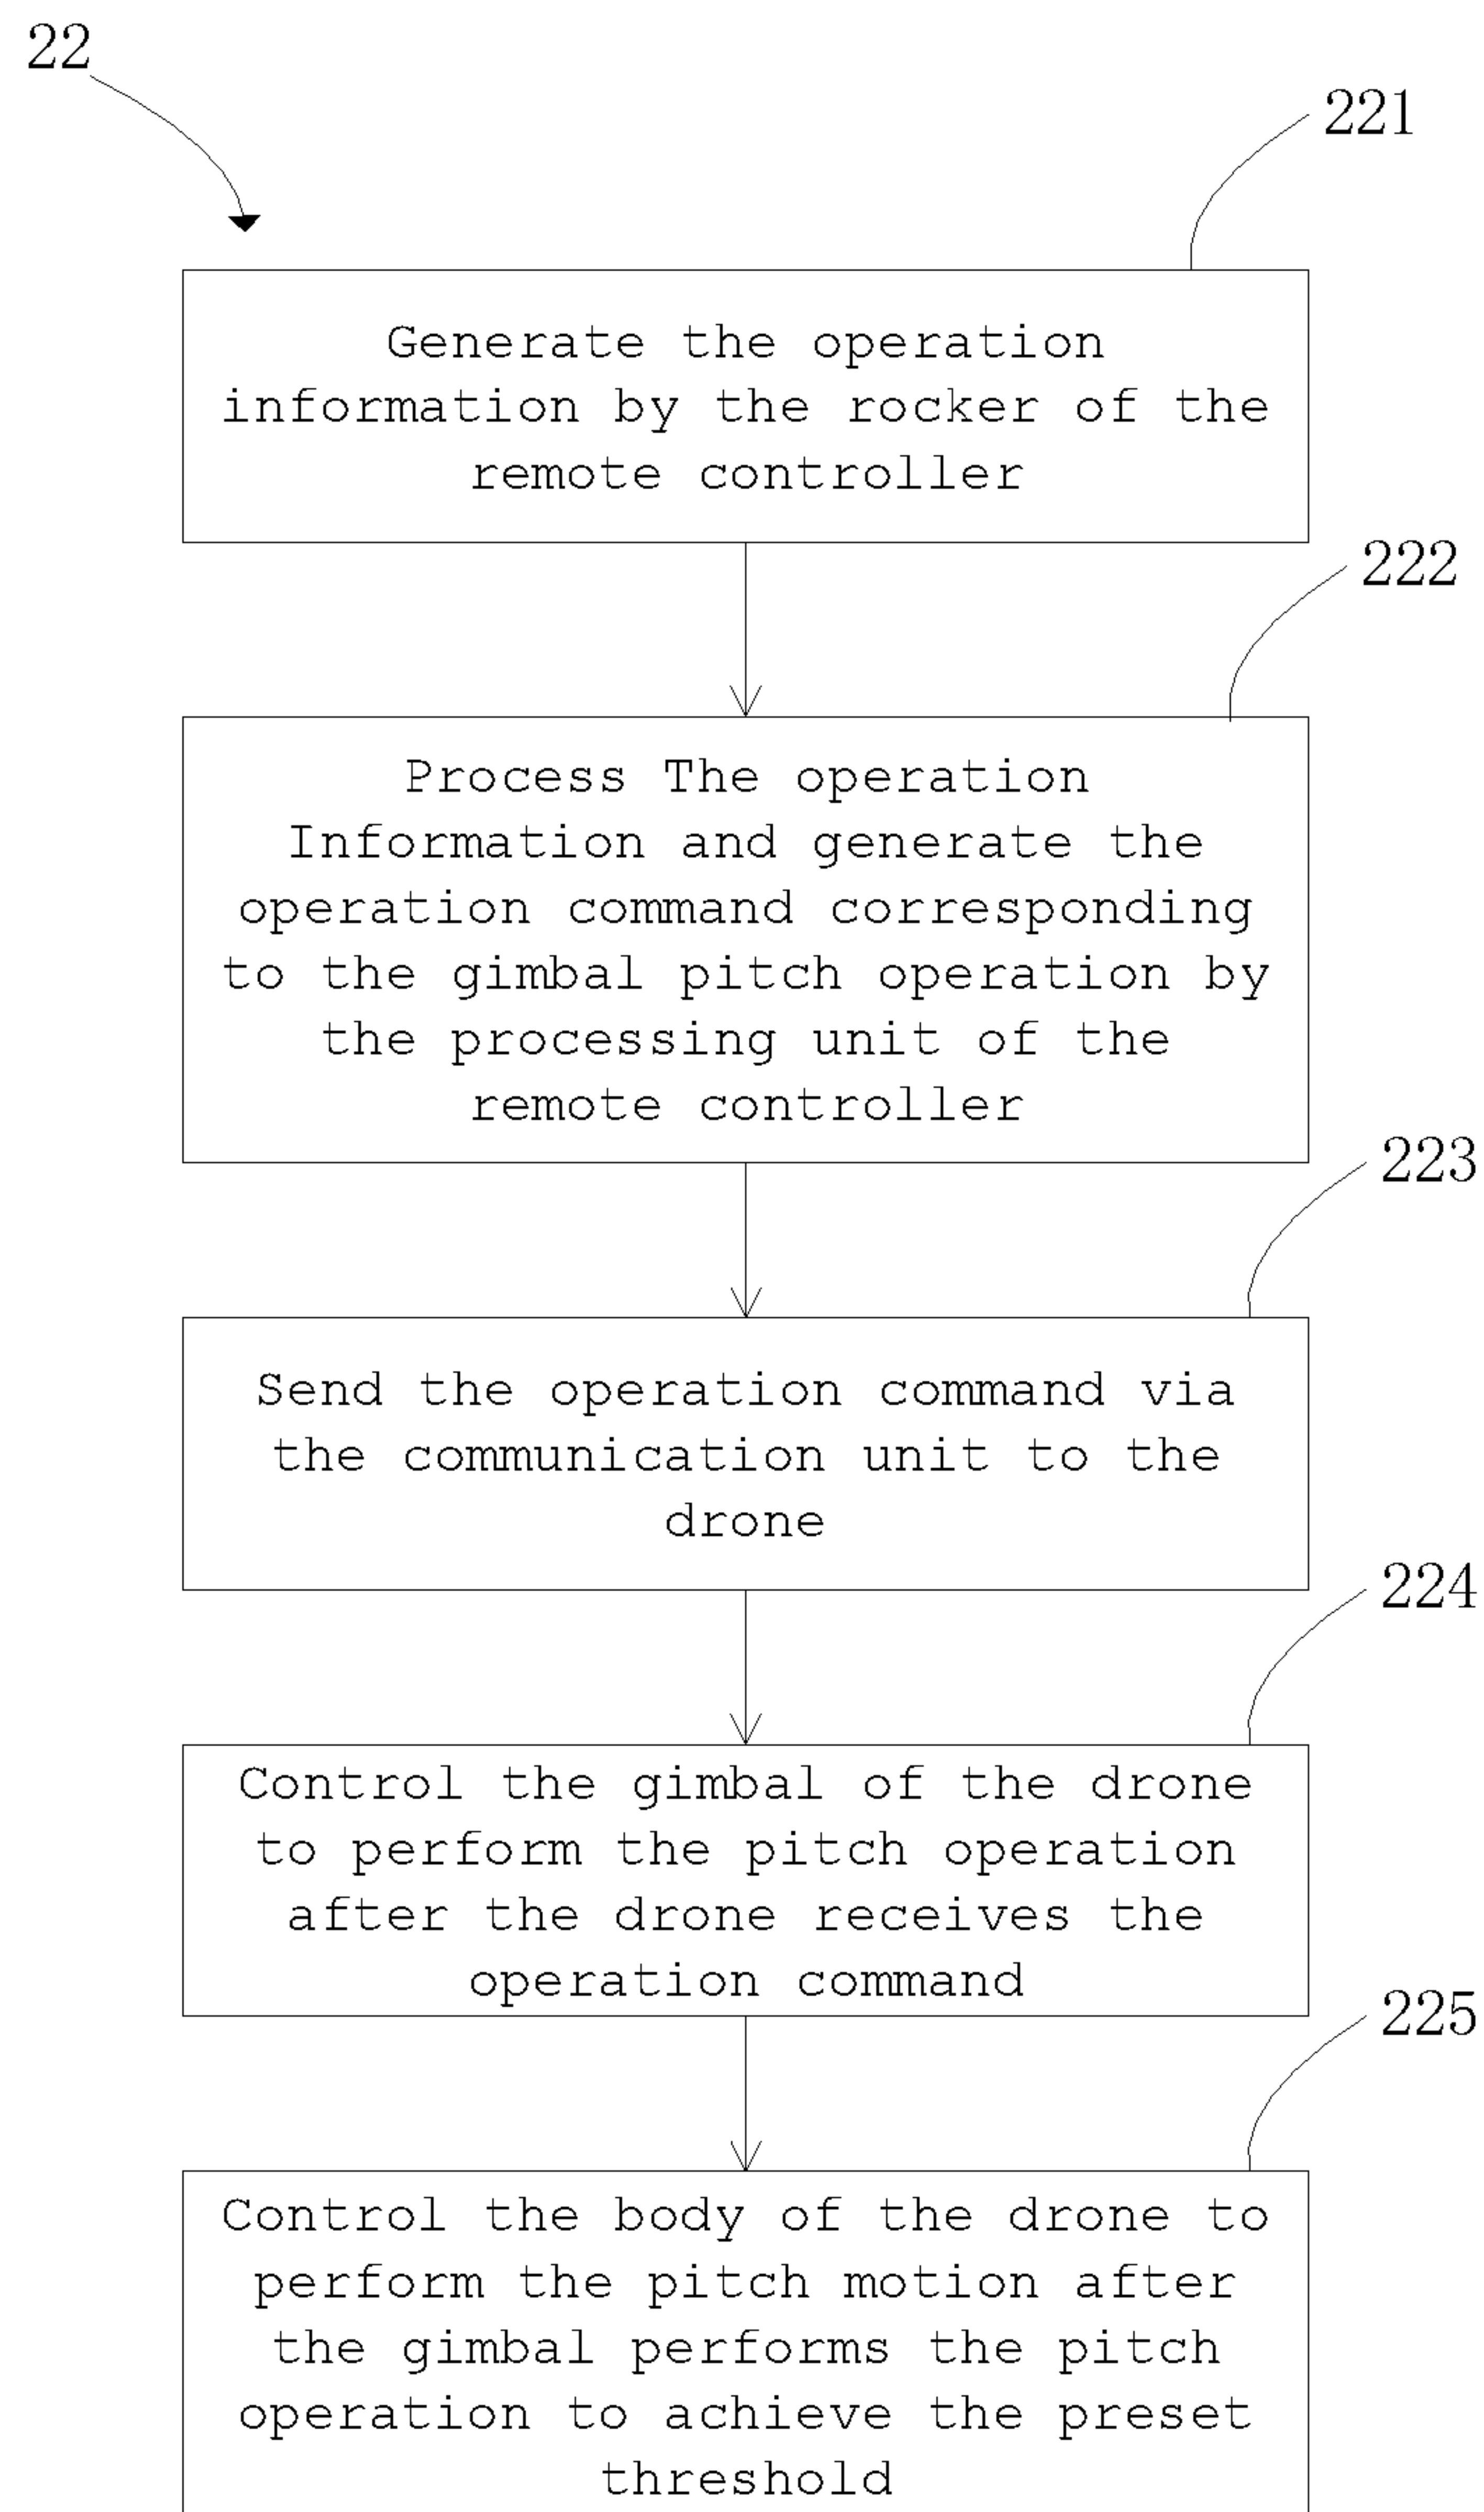 22
221
Generate the operation
information by the rocker of the
remote controller
222
Process The operation
Information and generate the
operation command corresponding
to the gimbal pitch operation by
the processing unit of the
remote controller
223
Send the operation command via
the communication unit to the
drone
224
Control the gimbal of the drone
to perform the pitch operation
after the drone receives the
operation command
225
Control the body of the drone to
perform the pitch motion after
the gimbal performs the pitch
operation to achieve the preset
threshold